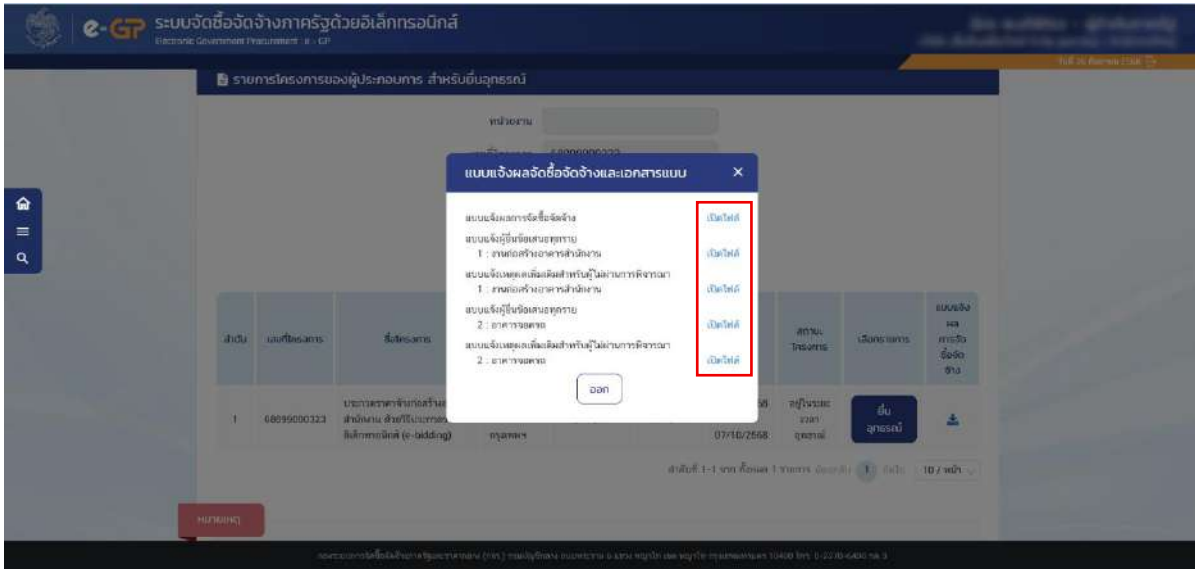 e-GP ระบบจัดซื้อจัดจ้างภาครัฐด้วยอิเล็กทรอนิกส์
Electronic Government Procurement : e - GP
รายการโครงการของผู้ประกอบการ สำหรับยื่นอุทธรณ์
หน่วยงาน
68999000323
แบบแจ้งผลจัดซื้อจัดจ้างและเอกสารแนบ ×
แบบแจ้งผลการจัดซื้อจัดจ้าง เปิดไฟล์
แบบแจ้งผู้ยื่นข้อเสนอทุกราย
1 : งานก่อสร้างอาคารสำนักงาน เปิดไฟล์
แบบแจ้งเหตุผลเพิ่มเติมสำหรับผู้ไม่ผ่านการพิจารณา
1 : งานก่อสร้างอาคารสำนักงาน เปิดไฟล์
แบบแจ้งผู้ยื่นข้อเสนอทุกราย
2 : อาคารจอดรถ เปิดไฟล์
แบบแจ้งเหตุผลเพิ่มเติมสำหรับผู้ไม่ผ่านการพิจารณา
2 : อาคารจอดรถ เปิดไฟล์
ออก
ลำดับ เลขที่โครงการ ชื่อโครงการ สถานะโครงการ เลือกรายการ แบบแจ้งผลการจัดซื้อจัดจ้าง
1 68999000323
สำนักงาน
(e-bidding)
กรุงเทพฯ
07/10/2568
อยู่ในระยะ
เวลา
อุทธรณ์
ยื่น
อุทธรณ์
ลำดับที่ 1-1 จาก ทั้งหมด 1 รายการ 1 10 / หน้า
หมายเหตุ